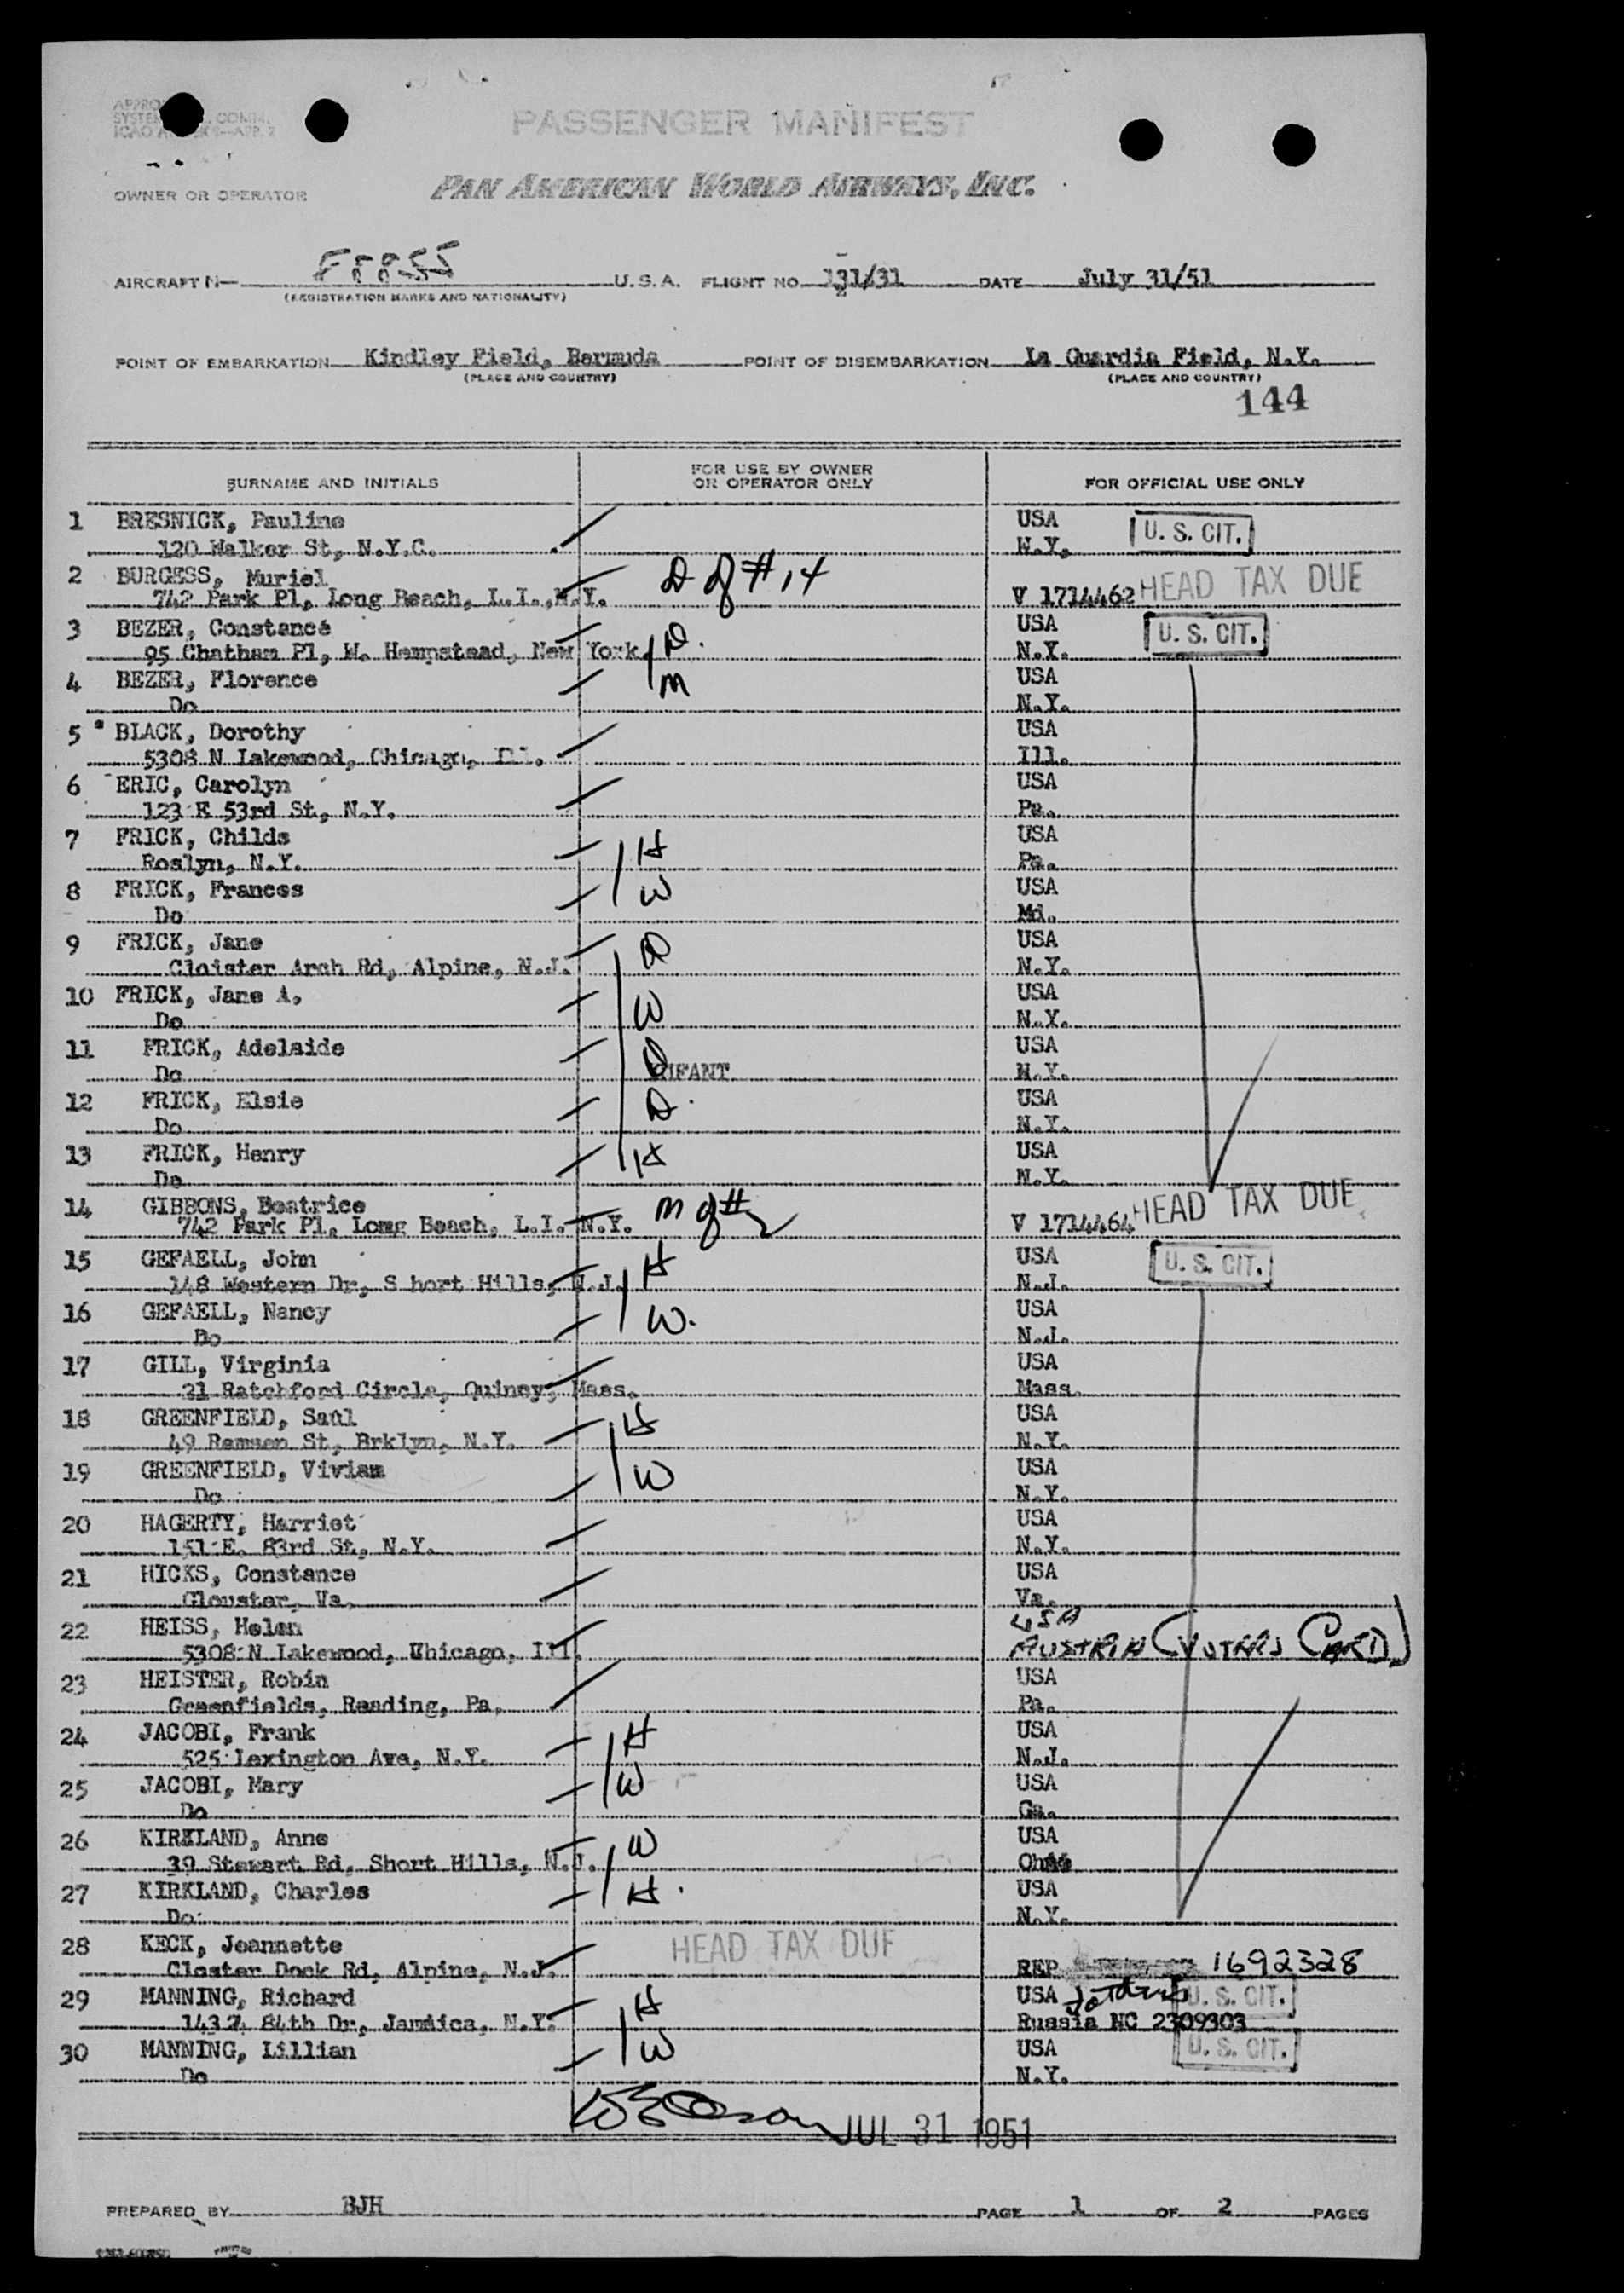 PASSENGER MANIFEST
OWNER OR OPERATOR PAN AMERICAN WORLD AIRWAYS, INC.
AIRCRAFT N— U.S.A. FLIGHT NO 131/31 DATE July 31/51
(REGISTRATION MARKS AND NATIONALITY)
POINT OF EMBARKATION Kindley Field, Bermuda POINT OF DISEMBARKATION La Guardia Field, N.Y.
(PLACE AND COUNTRY) (PLACE AND COUNTRY)
144
SURNAME AND INITIALS FOR USE BY OWNER OR OPERATOR ONLY FOR OFFICIAL USE ONLY
1 BRESNICK, Pauline USA U. S. CIT.
120 Walker St, N.Y.C. N.Y.
2 BURGESS, Muriel D of #14 HEAD TAX DUE
742 Park Pl, Long Beach, L.I., N.Y. V 1714462
3 BEZER, Constance D. USA U. S. CIT.
95 Chatham Pl, W. Hempstead, New York N.Y.
4 BEZER, Florence M USA
Do N.Y.
5 BLACK, Dorothy USA
5308 N Lakewood, Chicago, Ill. Ill.
6 ERIC, Carolyn USA
123 E 53rd St, N.Y. Pa.
7 FRICK, Childs H USA
Roslyn, N.Y. Pa.
8 FRICK, Frances W USA
Do Md.
9 FRICK, Jane D USA
Cloister Arch Rd, Alpine, N.J. N.Y.
10 FRICK, Jane A. W USA
Do N.Y.
11 FRICK, Adelaide D USA
Do INFANT N.Y.
12 FRICK, Elsie D. USA
Do N.Y.
13 FRICK, Henry H USA
Do N.Y.
14 GIBBONS, Beatrice M of #2 HEAD TAX DUE
742 Park Pl, Long Beach, L.I. N.Y. V 1714464
15 GEFAELL, John H USA U. S. CIT.
148 Western Dr, S hort Hills, N.J. N.J.
16 GEFAELL, Nancy W. USA
Do N.J.
17 GILL, Virginia USA
21 Ratchford Circle, Quincy, Mass. Mass.
18 GREENFIELD, Saul H USA
49 Remsen St, Brklyn, N.Y. N.Y.
19 GREENFIELD, Vivian W USA
Do N.Y.
20 HAGERTY, Harriet USA
151 E. 83rd St, N.Y. N.Y.
21 HICKS, Constance USA
Glouster, Va. Va.
22 HEISS, Helen USA
5308 N Lakewood, Chicago, Ill. AUSTRIA (VOTERS CARD)
23 HEISTER, Robin USA
Greenfields, Reading, Pa. Pa.
24 JACOBI, Frank H USA
525 Lexington Ave, N.Y. N.J.
25 JACOBI, Mary W USA
Do Ga.
26 KIRKLAND, Anne W USA
39 Stewart Rd, Short Hills, N.J. Ohio
27 KIRKLAND, Charles H. USA
Do N.Y.
28 KECK, Jeannette HEAD TAX DUE
Closter Dock Rd, Alpine, N.J. REP 1692328
29 MANNING, Richard H USA U. S. CIT.
143 84th Dr, Jamaica, N.Y. Russia NC 2309303
30 MANNING, Lillian W USA U. S. CIT.
Do N.Y.
JUL 31 1951
PREPARED BY BJH PAGE 1 OF 2 PAGES